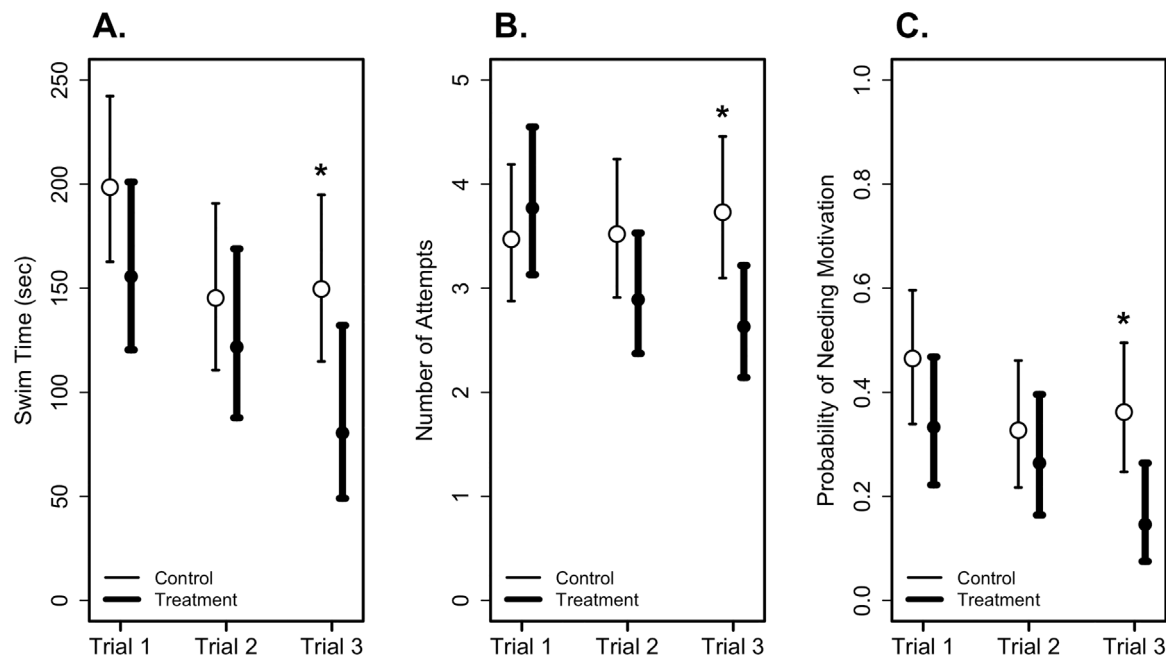 A.
B.
C.
Swim Time (sec)
250
200
150
100
50
0
*
Control
Treatment
Trial 1
Trial 2
Trial 3
Number of Attempts
5
4
3
2
1
0
*
Control
Treatment
Trial 1
Trial 2
Trial 3
Probability of Needing Motivation
1.0
0.8
0.6
0.4
0.2
0.0
*
Control
Treatment
Trial 1
Trial 2
Trial 3